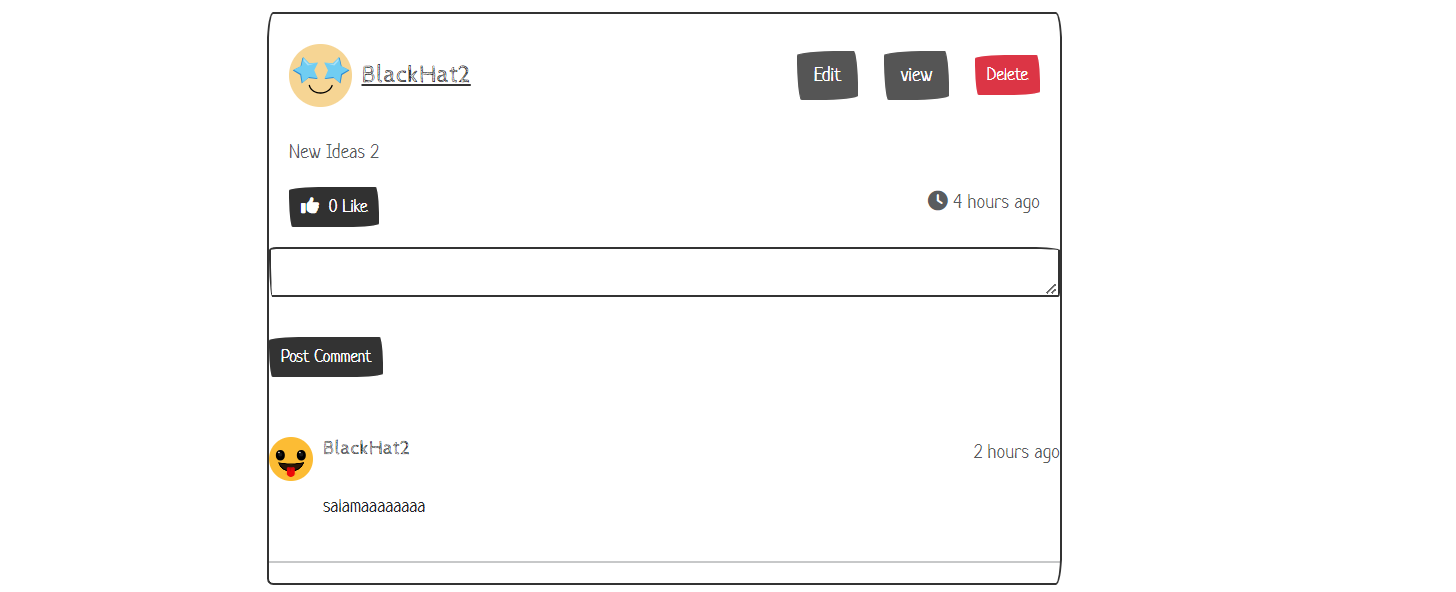 BlackHat2
Edit
view
Delete
New Ideas 2
0 Like
4 hours ago
Post Comment
BlackHat2
2 hours ago
salamaaaaaaaa